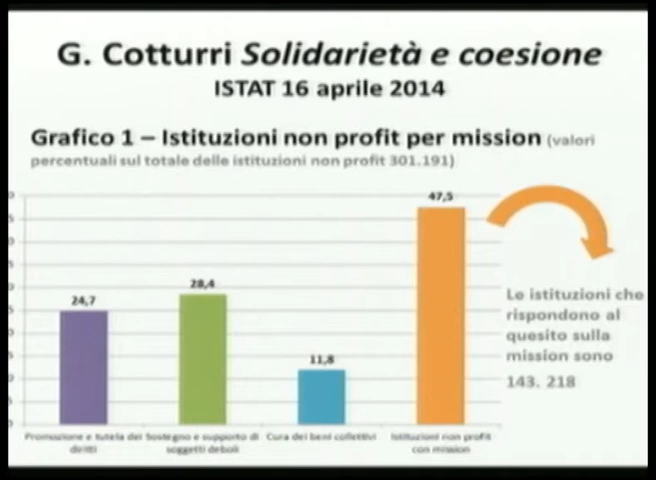 G. Cotturri Solidarietà e coesione
ISTAT 16 aprile 2014
Grafico 1 – Istituzioni non profit per mission (valori
percentuali sul totale delle istituzioni non profit 301.191)
47,5
28,4
24,7
11,8
Le istituzioni che
rispondono al
quesito sulla
mission sono
143. 218
Promozione e tutela dei
diritti
Sostegno e supporto di
soggetti deboli
Cura dei beni collettivi
Istituzioni non profit
con mission